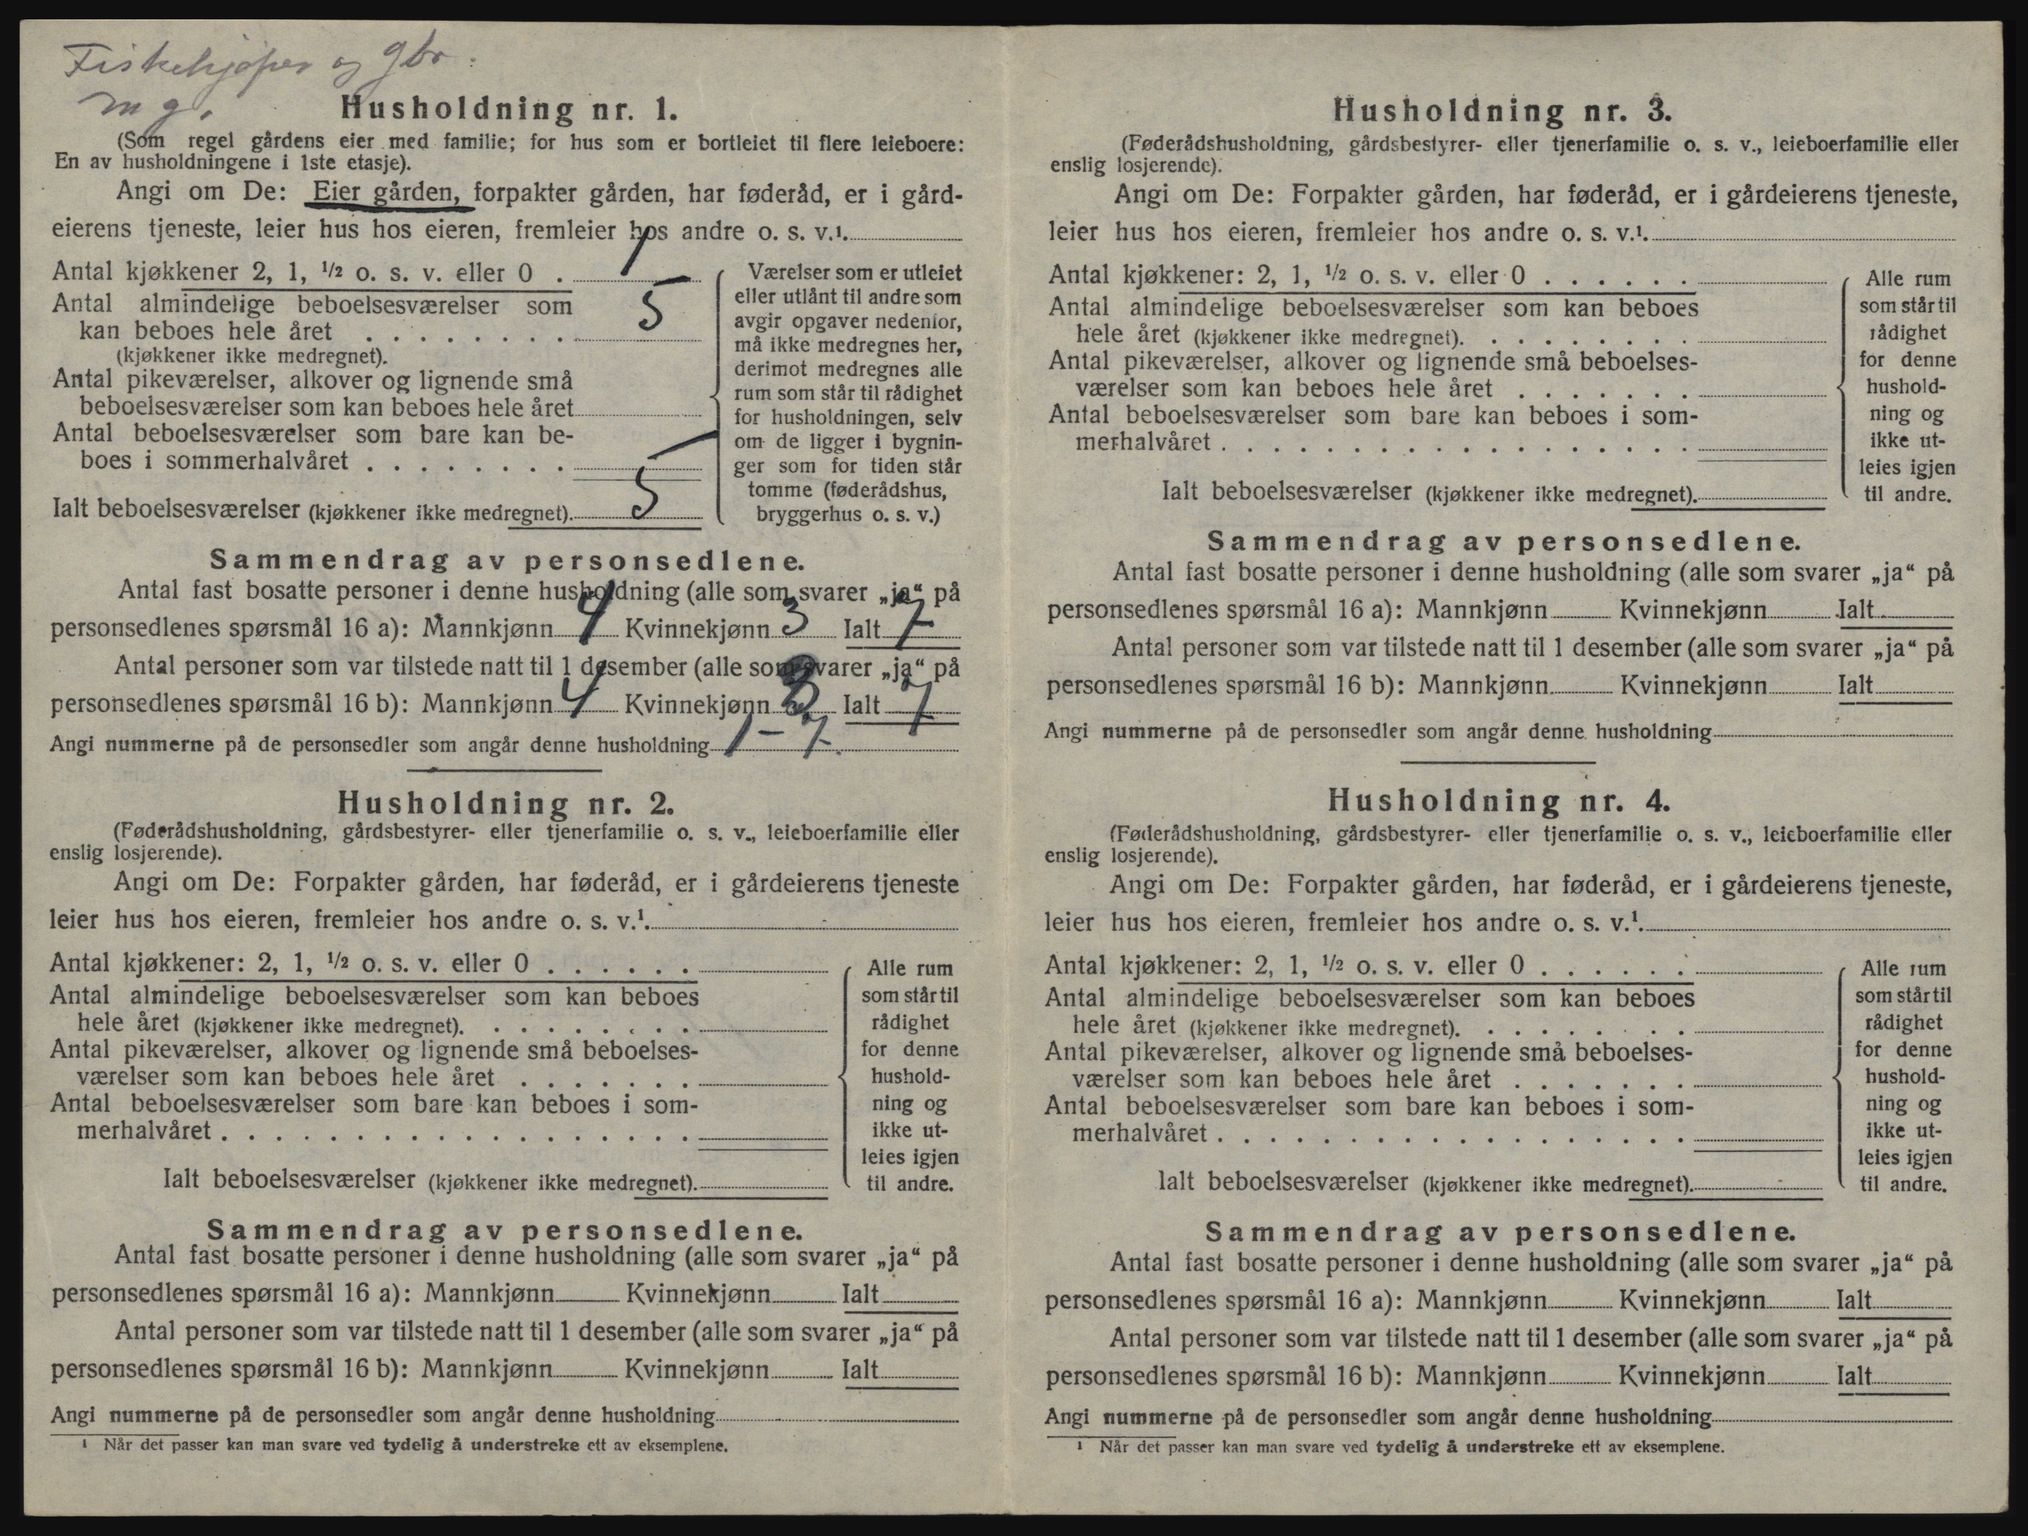 Fiskekjøper og gbr.
m g.
Husholdning nr. 1.
(Som regel gårdens eier med familie; for hus som er bortleiet til flere leieboere:
En av husholdningene i 1ste etasje).
Angi om De: Eier gården, forpakter gården, har føderåd, er i gård-
eierens tjeneste, leier hus hos eieren, fremleier hos andre o. s. v.¹.
Antal kjøkkener 2, 1, ½ o. s. v. eller 0 . 1
Antal almindelige beboelsesværelser som
kan beboes hele året . . . . . . . . 5
(kjøkkener ikke medregnet).
Antal pikeværelser, alkover og lignende små
beboelsesværelser som kan beboes hele året
Antal beboelsesværelser som bare kan be-
boes i sommerhalvåret . . . . . . . . —
Ialt beboelsesværelser (kjøkkener ikke medregnet). 5
Værelser som er utleiet
eller utlånt til andre som
avgir opgaver nedenfor,
må ikke medregnes her,
derimot medregnes alle
rum som står til rådighet
for husholdningen, selv
om de ligger i bygnin-
ger som for tiden står
tomme (føderådshus,
bryggerhus o. s. v.)
Sammendrag av personsedlene.
Antal fast bosatte personer i denne husholdning (alle som svarer „ja“ på
personsedlenes spørsmål 16 a): Mannkjønn 4 Kvinnekjønn 3 Ialt 7
Antal personer som var tilstede natt til 1 desember (alle som svarer „ja“ på
personsedlenes spørsmål 16 b): Mannkjønn 4 Kvinnekjønn 3 Ialt 7
Angi nummerne på de personsedler som angår denne husholdning 1 – 7.
Husholdning nr. 2.
(Føderådshusholdning, gårdsbestyrer- eller tjenerfamilie o. s. v., leieboerfamilie eller
enslig losjerende).
Angi om De: Forpakter gården, har føderåd, er i gårdeierens tjeneste
leier hus hos eieren, fremleier hos andre o. s. v.¹.
Antal kjøkkener: 2, 1, ½ o. s. v. eller 0 . . . . . .
Antal almindelige beboelsesværelser som kan beboes
hele året (kjøkkener ikke medregnet). . . . . . . . .
Antal pikeværelser, alkover og lignende små beboelses-
værelser som kan beboes hele året . . . . . . .
Antal beboelsesværelser som bare kan beboes i som-
merhalvåret . . . . . . . . . . . . . . . . . .
Ialt beboelsesværelser (kjøkkener ikke medregnet).
Alle rum
som står til
rådighet
for denne
hushold-
ning og
ikke ut-
leies igjen
til andre.
Sammendrag av personsedlene.
Antal fast bosatte personer i denne husholdning (alle som svarer „ja“ på
personsedlenes spørsmål 16 a): Mannkjønn Kvinnekjønn Ialt
Antal personer som var tilstede natt til 1 desember (alle som svarer „ja“ på
personsedlenes spørsmål 16 b): Mannkjønn Kvinnekjønn Ialt
Angi nummerne på de personsedler som angår denne husholdning
¹ Når det passer kan man svare ved tydelig å understreke ett av eksemplene.
Husholdning nr. 3.
(Føderådshusholdning, gårdsbestyrer- eller tjenerfamilie o. s. v., leieboerfamilie eller
enslig losjerende).
Angi om De: Forpakter gården, har føderåd, er i gårdeierens tjeneste,
leier hus hos eieren, fremleier hos andre o. s. v.¹.
Antal kjøkkener: 2, 1, ½ o. s. v. eller 0 . . . . . .
Antal almindelige beboelsesværelser som kan beboes
hele året (kjøkkener ikke medregnet). . . . . . . . .
Antal pikeværelser, alkover og lignende små beboelses-
værelser som kan beboes hele året . . . . . . .
Antal beboelsesværelser som bare kan beboes i som-
merhalvåret . . . . . . . . . . . . . . . . . .
Ialt beboelsesværelser (kjøkkener ikke medregnet).
Alle rum
som står til
rådighet
for denne
hushold-
ning og
ikke ut-
leies igjen
til andre.
Sammendrag av personsedlene.
Antal fast bosatte personer i denne husholdning (alle som svarer „ja“ på
personsedlenes spørsmål 16 a): Mannkjønn Kvinnekjønn Ialt
Antal personer som var tilstede natt til 1 desember (alle som svarer „ja“ på
personsedlenes spørsmål 16 b): Mannkjønn Kvinnekjønn Ialt
Angi nummerne på de personsedler som angår denne husholdning
Husholdning nr. 4.
(Føderådshusholdning, gårdsbestyrer- eller tjenerfamilie o. s. v., leieboerfamilie eller
enslig losjerende).
Angi om De: Forpakter gården, har føderåd, er i gårdeierens tjeneste,
leier hus hos eieren, fremleier hos andre o. s. v.¹.
Antal kjøkkener: 2, 1, ½ o. s. v. eller 0 . . . . . .
Antal almindelige beboelsesværelser som kan beboes
hele året (kjøkkener ikke medregnet). . . . . . . . .
Antal pikeværelser, alkover og lignende små beboelses-
værelser som kan beboes hele året . . . . . . .
Antal beboelsesværelser som bare kan beboes i som-
merhalvåret . . . . . . . . . . . . . . . . . .
Ialt beboelsesværelser (kjøkkener ikke medregnet).
Alle rum
som står til
rådighet
for denne
hushold-
ning og
ikke ut-
leies igjen
til andre.
Sammendrag av personsedlene.
Antal fast bosatte personer i denne husholdning (alle som svarer „ja“ på
personsedlenes spørsmål 16 a): Mannkjønn Kvinnekjønn Ialt
Antal personer som var tilstede natt til 1 desember (alle som svarer „ja“ på
personsedlenes spørsmål 16 b): Mannkjønn Kvinnekjønn Ialt
Angi nummerne på de personsedler som angår denne husholdning
¹ Når det passer kan man svare ved tydelig å understreke ett av eksemplene.